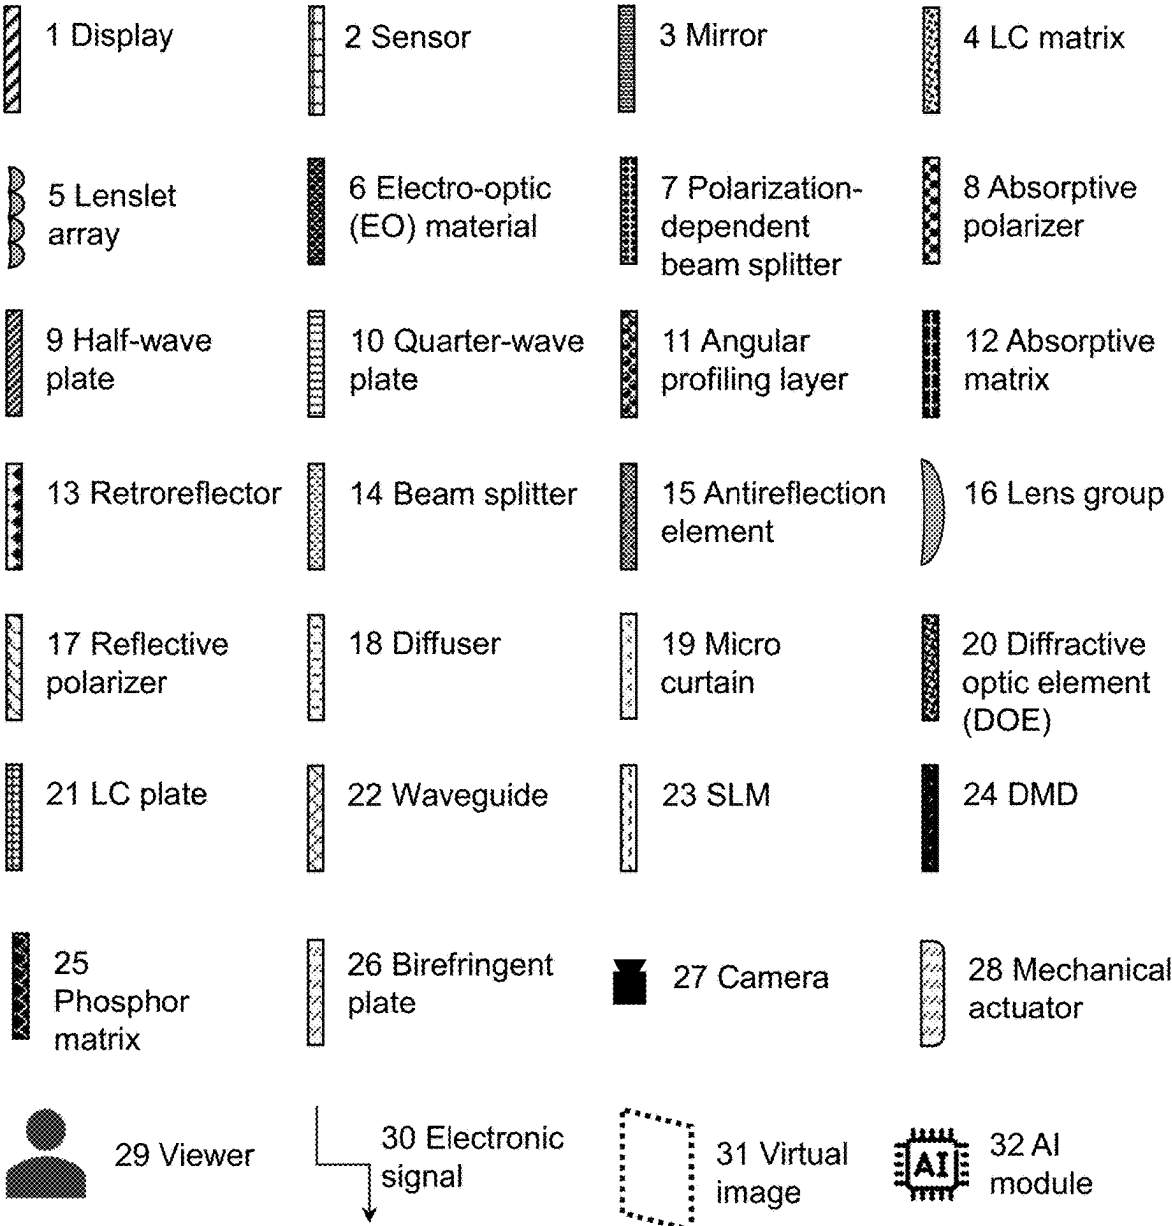 1 Display
2 Sensor
3 Mirror
4 LC matrix
5 Lenslet
array
6 Electro-optic
(EO) material
7 Polarization-
dependent
beam splitter
8 Absorptive
polarizer
9 Half-wave
plate
10 Quarter-wave
plate
11 Angular
profiling layer
12 Absorptive
matrix
13 Retroreflector
14 Beam splitter
15 Antireflection
element
16 Lens group
17 Reflective
polarizer
18 Diffuser
19 Micro
curtain
20 Diffractive
optic element
(DOE)
21 LC plate
22 Waveguide
23 SLM
24 DMD
25
Phosphor
matrix
26 Birefringent
plate
27 Camera
28 Mechanical
actuator
29 Viewer
30 Electronic
signal
31 Virtual
image
AI
32 AI
module